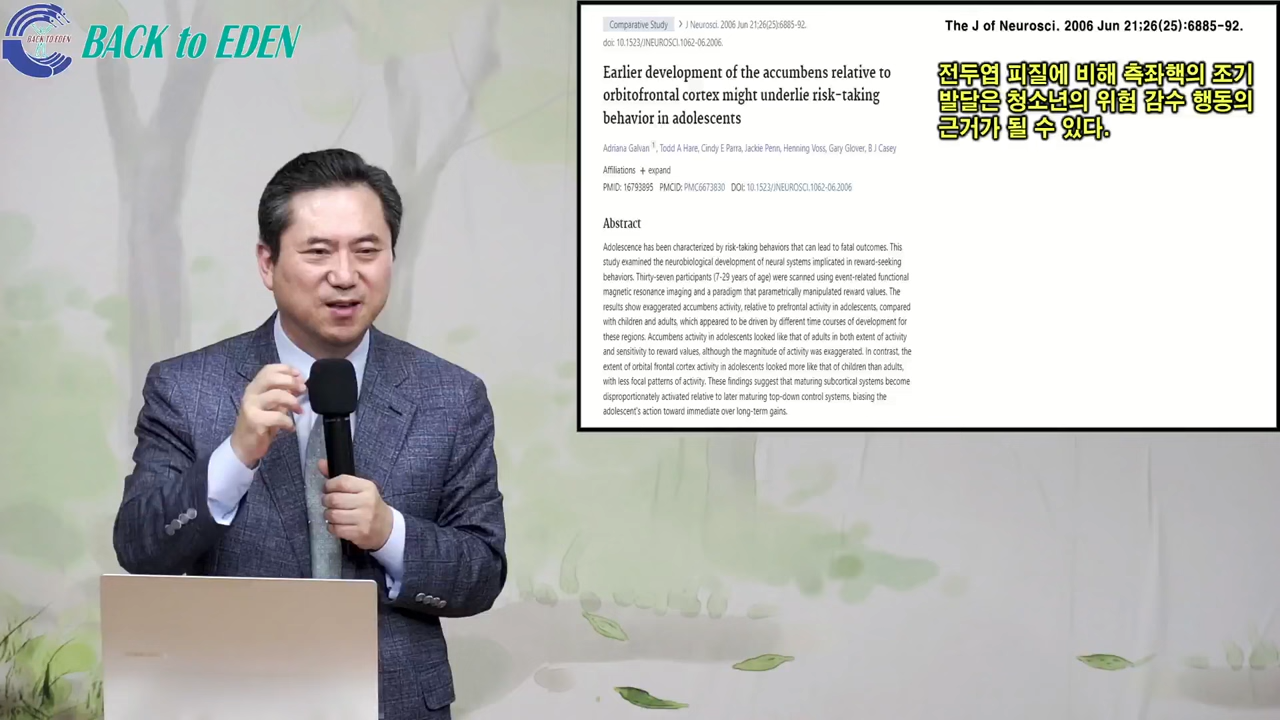 BACK TO EDEN
BACK to EDEN
Comparative Study > J Neurosci. 2006 Jun 21;26(25):6885-92.
doi: 10.1523/JNEUROSCI.1062-06.2006.
Earlier development of the accumbens relative to
orbitofrontal cortex might underlie risk-taking
behavior in adolescents
Adriana Galvan 1, Todd A Hare, Cindy E Parra, Jackie Penn, Henning Voss, Gary Glover, B J Casey
Affiliations + expand
PMID: 16793895 PMCID: PMC6673830 DOI: 10.1523/JNEUROSCI.1062-06.2006
Abstract
Adolescence has been characterized by risk-taking behaviors that can lead to fatal outcomes. This
study examined the neurobiological development of neural systems implicated in reward-seeking
behaviors. Thirty-seven participants (7-29 years of age) were scanned using event-related functional
magnetic resonance imaging and a paradigm that parametrically manipulated reward values. The
results show exaggerated accumbens activity, relative to prefrontal activity in adolescents, compared
with children and adults, which appeared to be driven by different time courses of development for
these regions. Accumbens activity in adolescents looked like that of adults in both extent of activity
and sensitivity to reward values, although the magnitude of activity was exaggerated. In contrast, the
extent of orbital frontal cortex activity in adolescents looked more like that of children than adults,
with less focal patterns of activity. These findings suggest that maturing subcortical systems become
disproportionately activated relative to later maturing top-down control systems, biasing the
adolescent's action toward immediate over long-term gains.
The J of Neurosci. 2006 Jun 21;26(25):6885-92.
전두엽 피질에 비해 측좌핵의 조기
발달은 청소년의 위험 감수 행동의
근거가 될 수 있다.